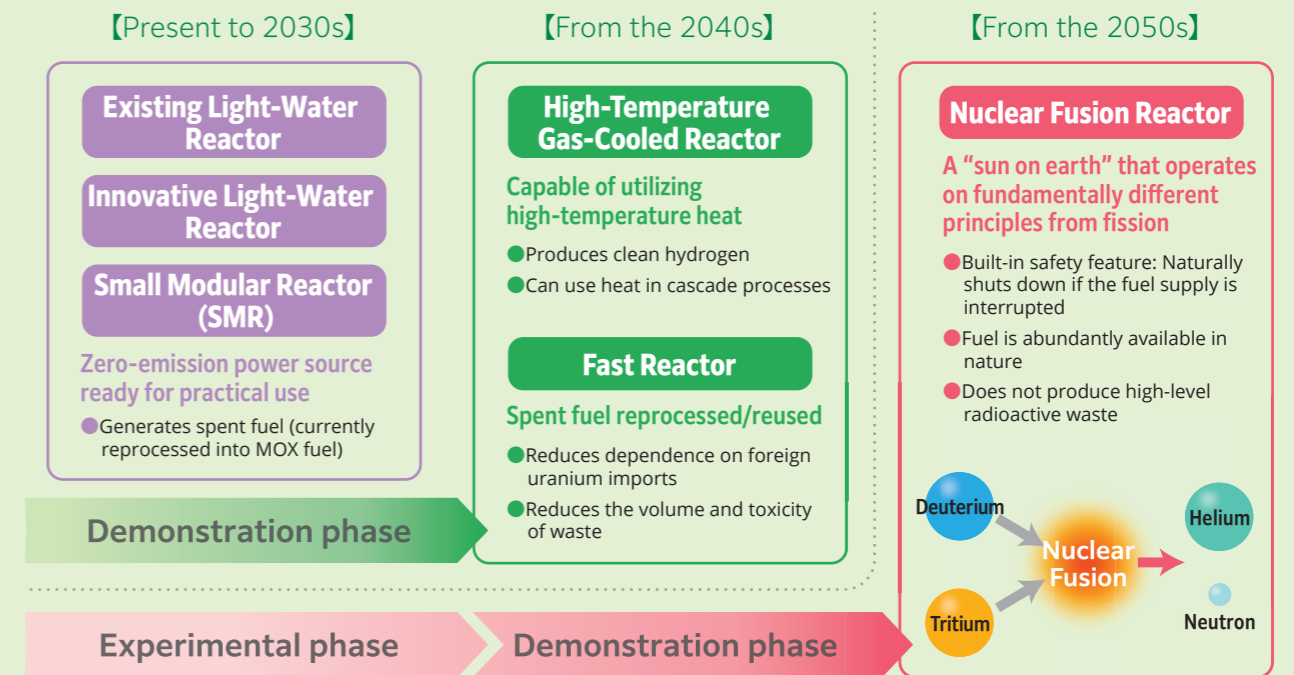 【Present to 2030s】
Existing Light-Water
Reactor
Innovative Light-Water
Reactor
Small Modular Reactor
(SMR)
Zero-emission power source
ready for practical use
●Generates spent fuel (currently
reprocessed into MOX fuel)
Demonstration phase
【From the 2040s】
High-Temperature
Gas-Cooled Reactor
Capable of utilizing
high-temperature heat
●Produces clean hydrogen
●Can use heat in cascade processes
Fast Reactor
Spent fuel reprocessed/reused
●Reduces dependence on foreign
uranium imports
●Reduces the volume and toxicity
of waste
【From the 2050s】
Nuclear Fusion Reactor
A “sun on earth” that operates
on fundamentally different
principles from fission
●Built-in safety feature: Naturally
shuts down if the fuel supply is
interrupted
●Fuel is abundantly available in
nature
●Does not produce high-level
radioactive waste
Deuterium
Tritium
Nuclear
Fusion
Helium
Neutron
Experimental phase
Demonstration phase